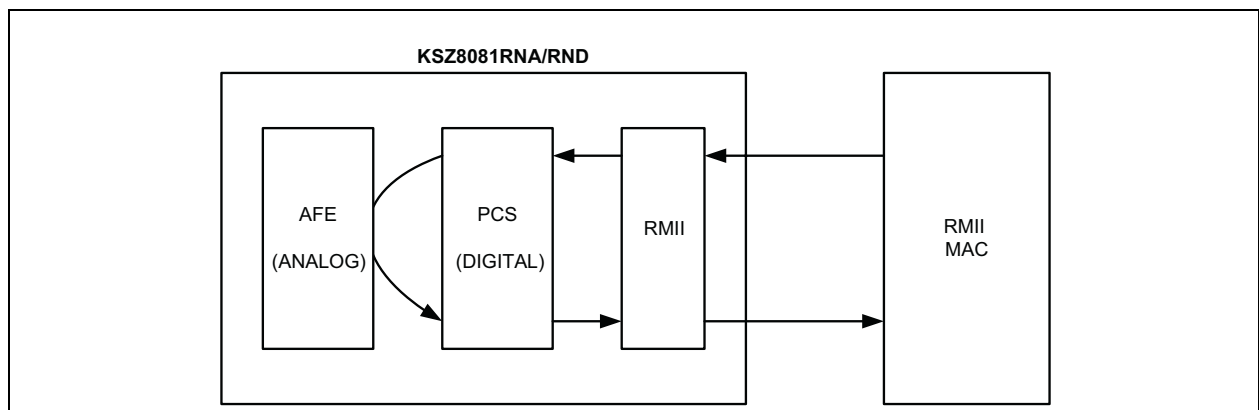 KSZ8081RNA/RND
AFE
(ANALOG)
PCS
(DIGITAL)
RMII
RMII
MAC